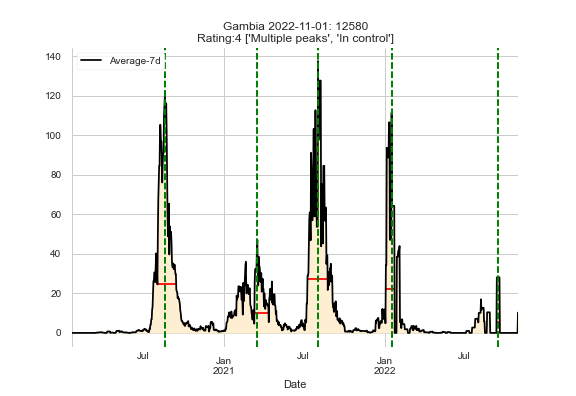 Gambia 2022-11-01: 12580
Rating:4 ['Multiple peaks', 'In control']
Average-7d
140
120
100
80
60
40
20
0
Jul
Jan
2021
Jul
Jan
2022
Jul
Date